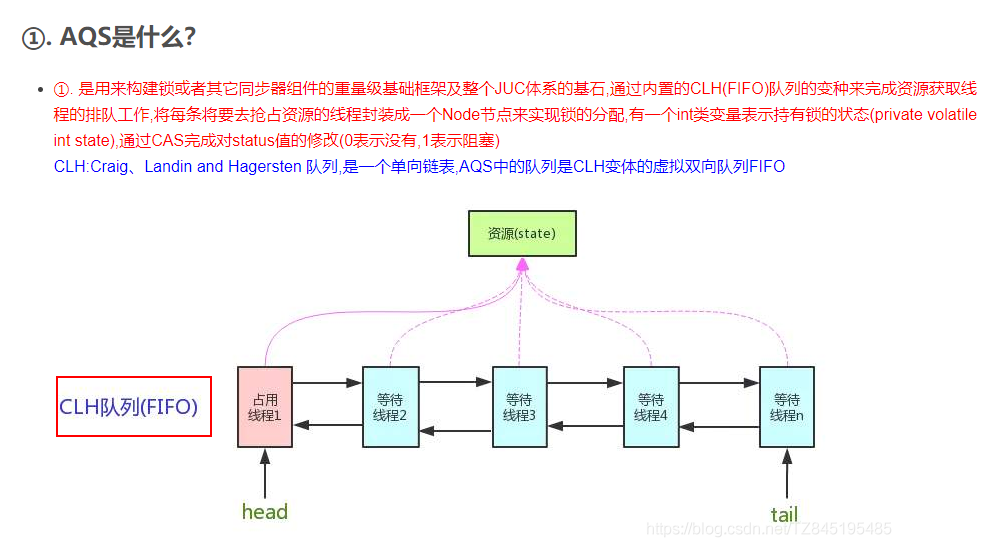 ①. AQS是什么?
①. 是用来构建锁或者其它同步器组件的重量级基础框架及整个JUC体系的基石,通过内置的CLH(FIFO)队列的变种来完成资源获取线
程的排队工作,将每条将要去抢占资源的线程封装成一个Node节点来实现锁的分配,有一个int类变量表示持有锁的状态(private volatile
int state),通过CAS完成对status值的修改(0表示没有,1表示阻塞)
CLH:Craig、Landin and Hagersten 队列,是一个单向链表,AQS中的队列是CLH变体的虚拟双向队列FIFO
资源(state)
CLH队列(FIFO)
占用
线程1
等待
线程2
等待
线程3
等待
线程4
等待
线程n
head
tail
https://blog.csdn.net/TZ845195485